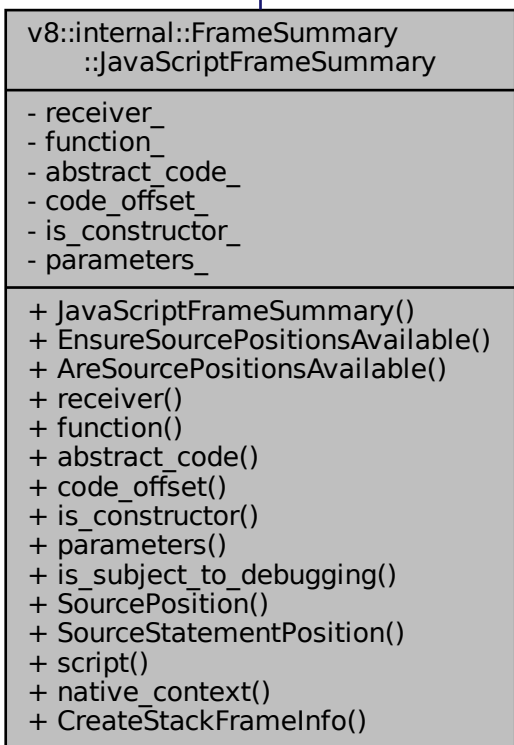 v8::internal::FrameSummary
::JavaScriptFrameSummary
- receiver_
- function_
- abstract_code_
- code_offset_
- is_constructor_
- parameters_
+ JavaScriptFrameSummary()
+ EnsureSourcePositionsAvailable()
+ AreSourcePositionsAvailable()
+ receiver()
+ function()
+ abstract_code()
+ code_offset()
+ is_constructor()
+ parameters()
+ is_subject_to_debugging()
+ SourcePosition()
+ SourceStatementPosition()
+ script()
+ native_context()
+ CreateStackFrameInfo()